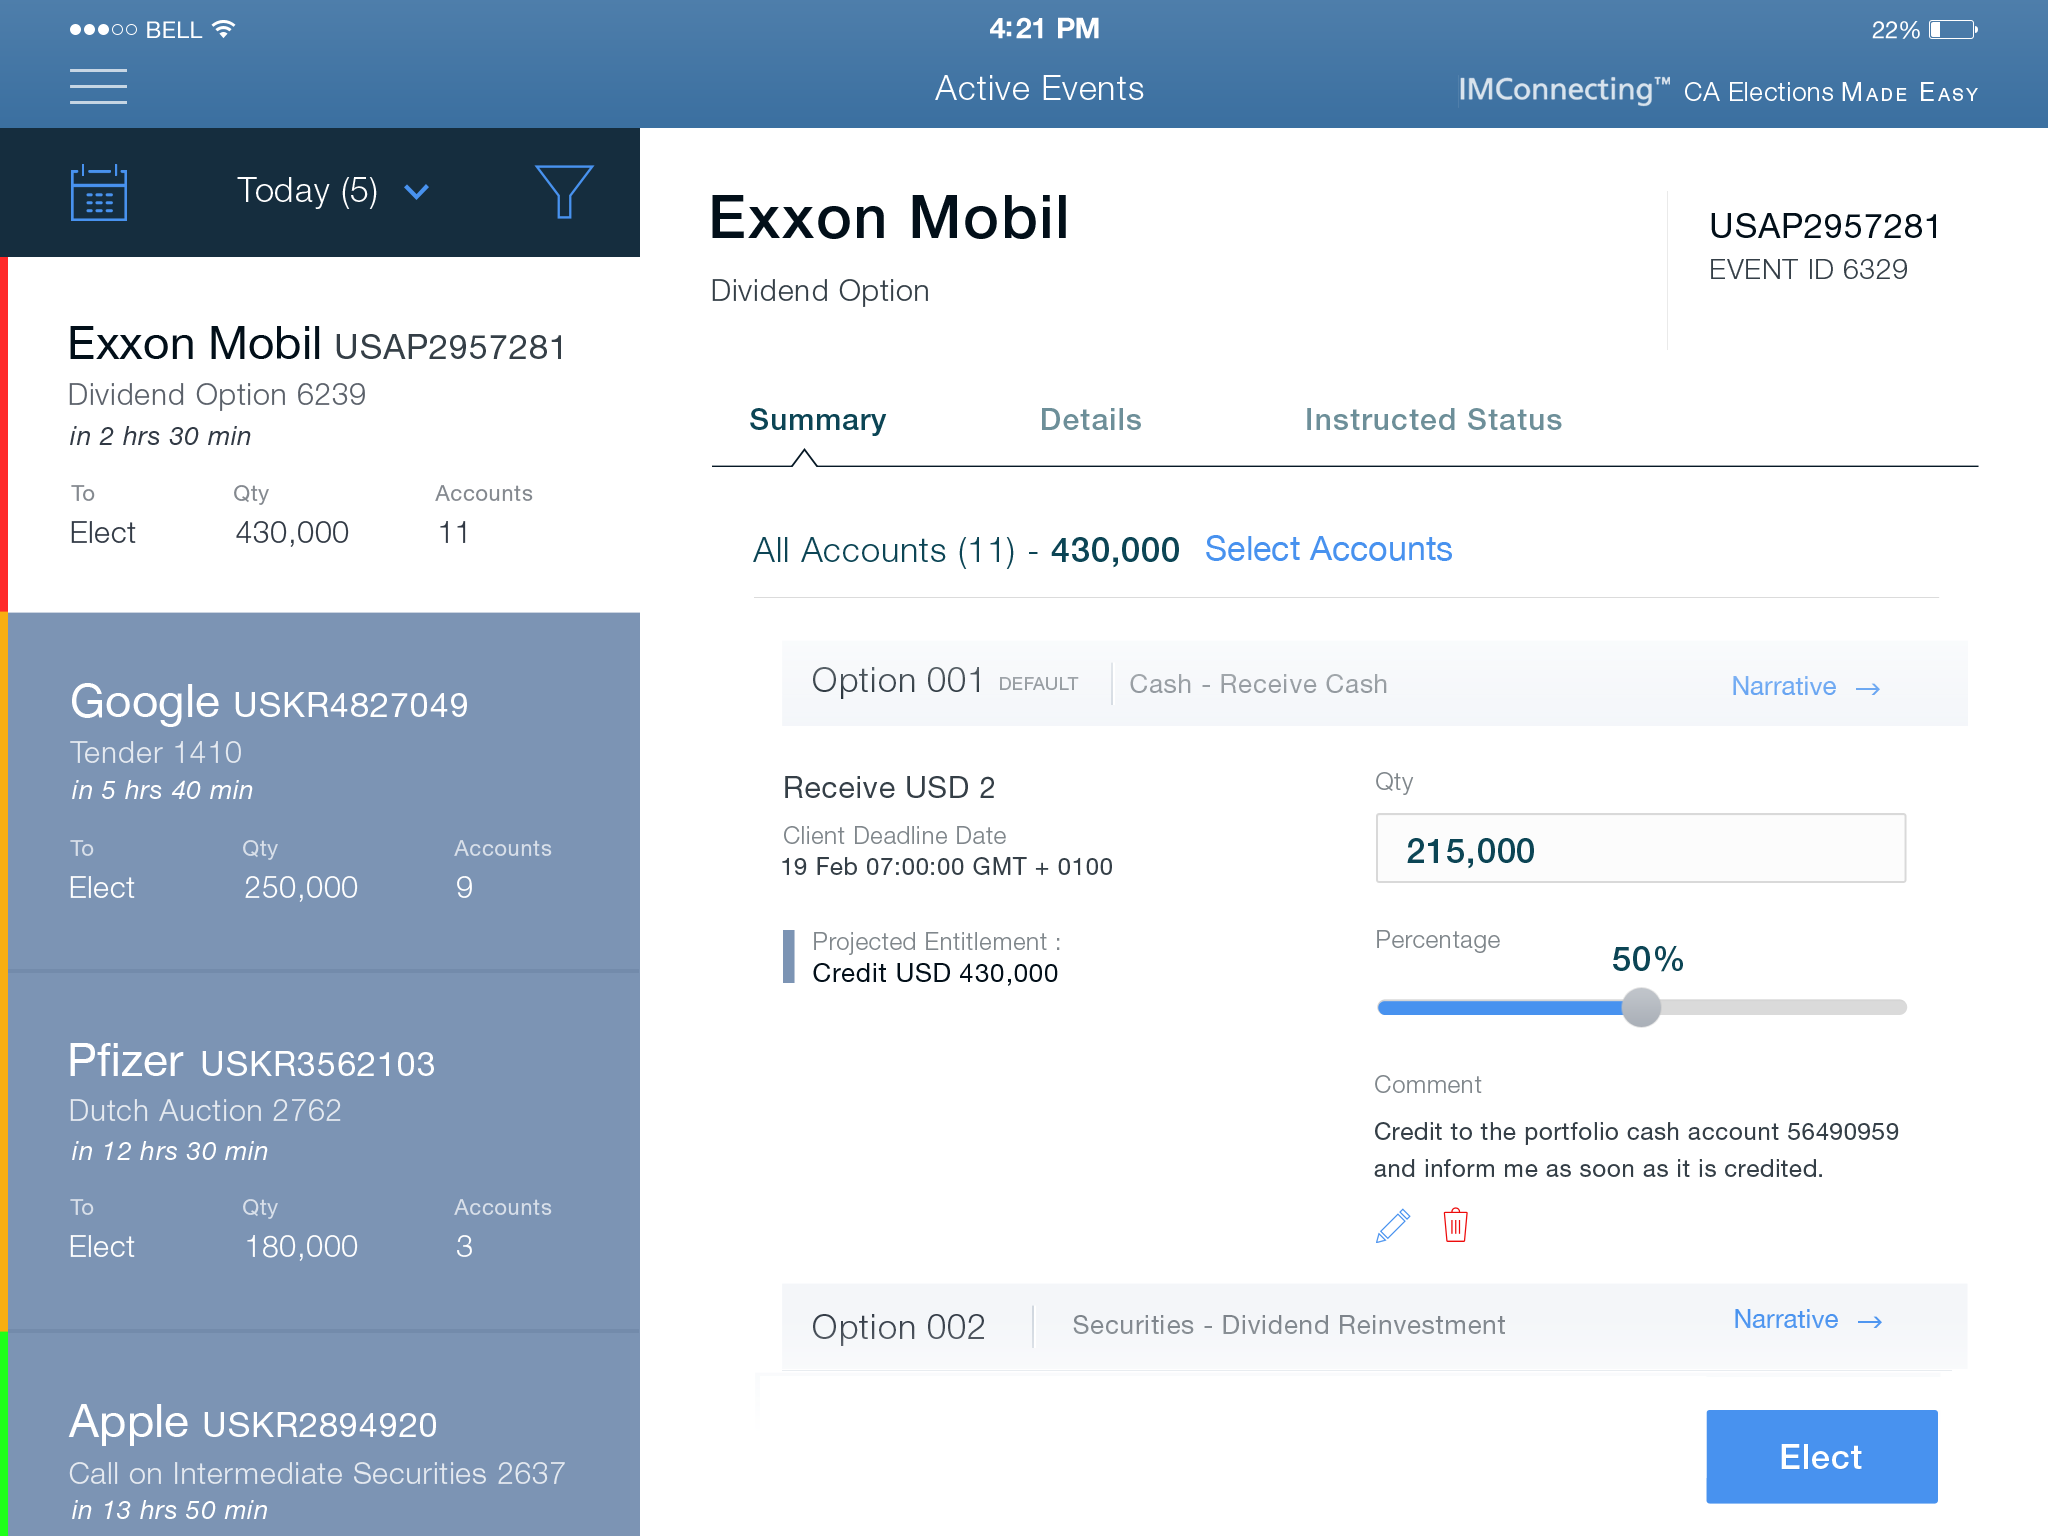 BELL
4:21 PM
22%
Active Events
IMConnecting™ CA Elections MADE EASY
Today (5)
Exxon Mobil USAP2957281
Dividend Option 6239
in 2 hrs 30 min
To Qty Accounts
Elect 430,000 11
Google USKR4827049
Tender 1410
in 5 hrs 40 min
To Qty Accounts
Elect 250,000 9
Pfizer USKR3562103
Dutch Auction 2762
in 12 hrs 30 min
To Qty Accounts
Elect 180,000 3
Apple USKR2894920
Call on Intermediate Securities 2637
in 13 hrs 50 min
Exxon Mobil
Dividend Option
USAP2957281
EVENT ID 6329
Summary Details Instructed Status
All Accounts (11) - 430,000 Select Accounts
Option 001 DEFAULT Cash - Receive Cash Narrative →
Receive USD 2
Client Deadline Date
19 Feb 07:00:00 GMT + 0100
Projected Entitlement :
Credit USD 430,000
Qty
215,000
Percentage
50%
Comment
Credit to the portfolio cash account 56490959
and inform me as soon as it is credited.
Option 002 Securities - Dividend Reinvestment Narrative →
Elect